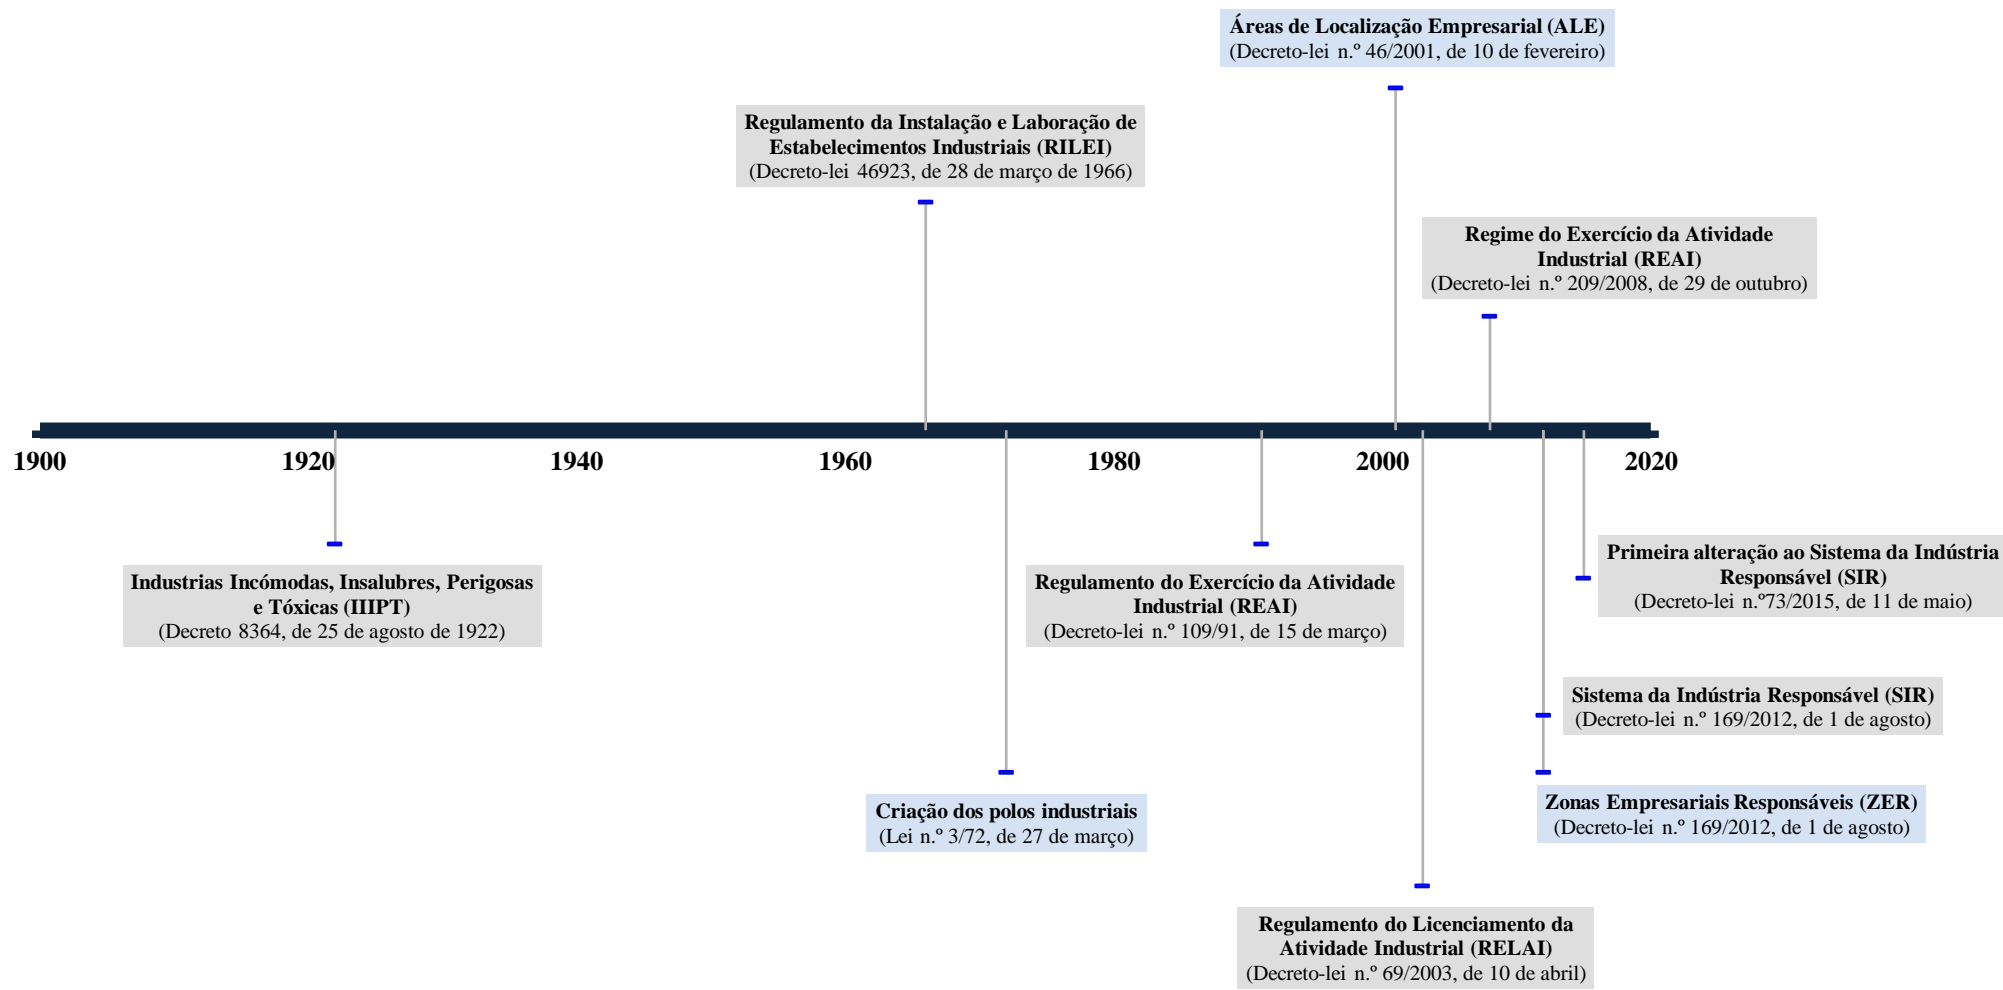 Áreas de Localização Empresarial (ALE)
(Decreto-lei n.º 46/2001, de 10 de fevereiro)
Regulamento da Instalação e Laboração de
Estabelecimentos Industriais (RILEI)
(Decreto-lei 46923, de 28 de março de 1966)
Regime do Exercício da Atividade
Industrial (REAI)
(Decreto-lei n.º 209/2008, de 29 de outubro)
1900
1920
1940
1960
1980
2000
2020
Industrias Incómodas, Insalubres, Perigosas
e Tóxicas (IIIPT)
(Decreto 8364, de 25 de agosto de 1922)
Regulamento do Exercício da Atividade
Industrial (REAI)
(Decreto-lei n.º 109/91, de 15 de março)
Primeira alteração ao Sistema da Indústria
Responsável (SIR)
(Decreto-lei n.º73/2015, de 11 de maio)
Sistema da Indústria Responsável (SIR)
(Decreto-lei n.º 169/2012, de 1 de agosto)
Criação dos polos industriais
(Lei n.º 3/72, de 27 de março)
Zonas Empresariais Responsáveis (ZER)
(Decreto-lei n.º 169/2012, de 1 de agosto)
Regulamento do Licenciamento da
Atividade Industrial (RELAI)
(Decreto-lei n.º 69/2003, de 10 de abril)